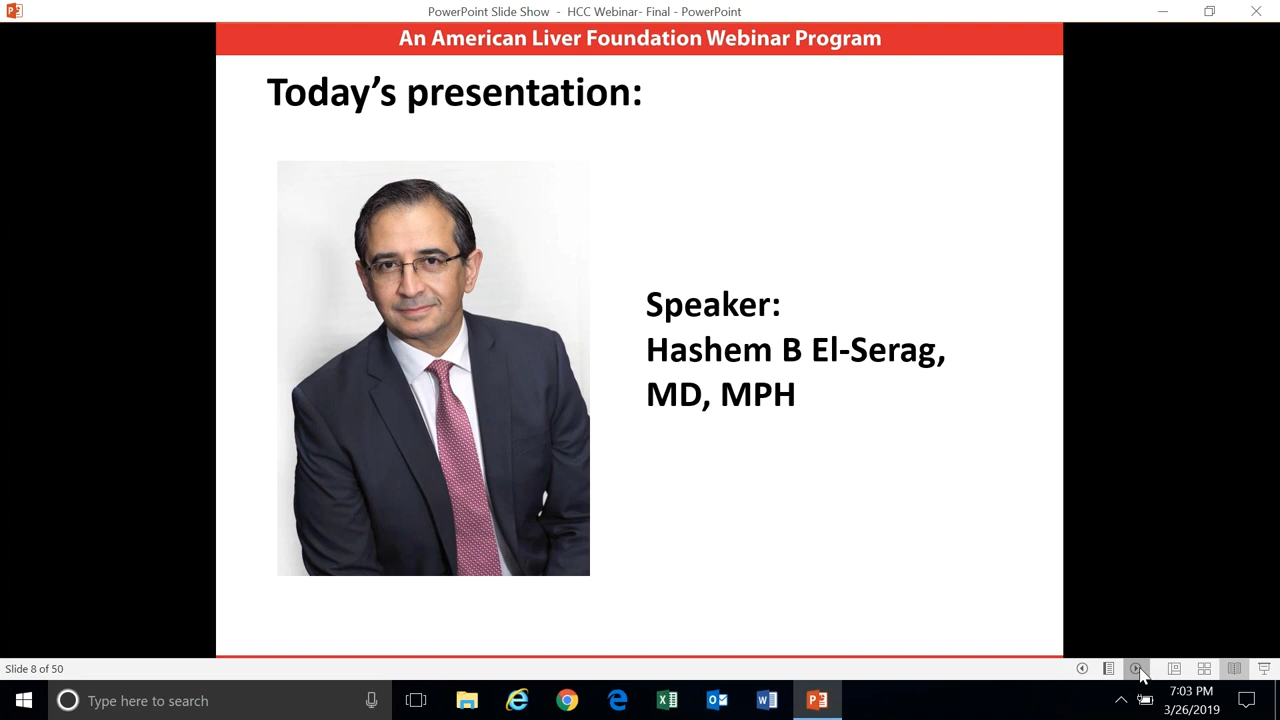 PowerPoint Slide Show - HCC Webinar- Final - PowerPoint
An American Liver Foundation Webinar Program
Today’s presentation:
Speaker:
Hashem B El-Serag,
MD, MPH
Slide 8 of 50
Type here to search
7:03 PM
3/26/2019